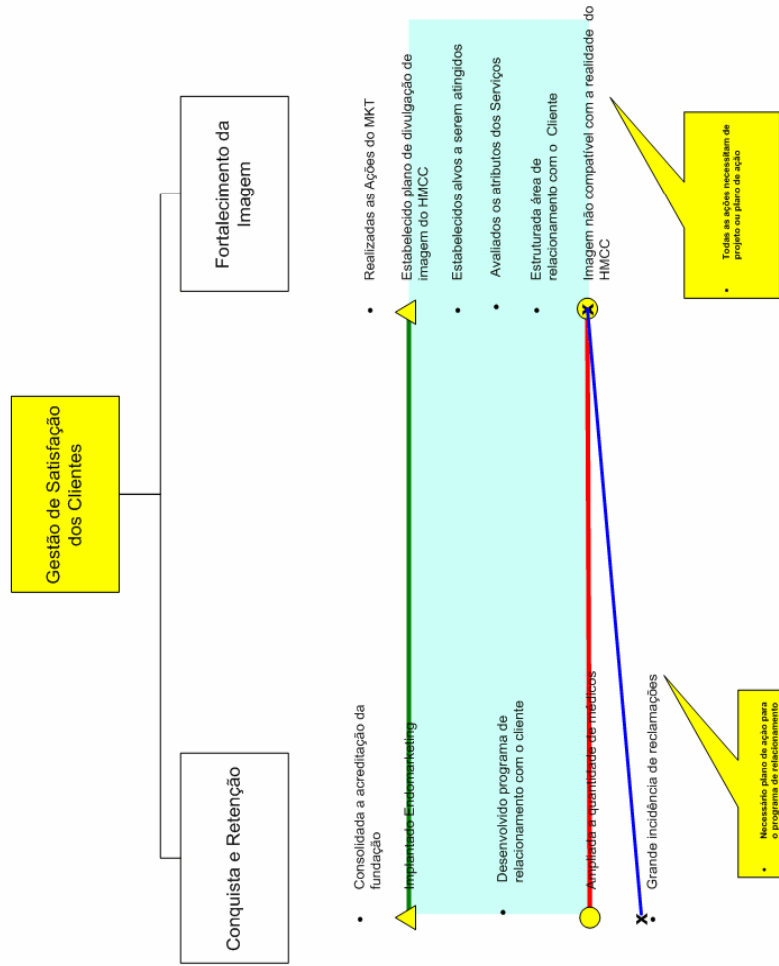 Gestão de Satisfação
dos Clientes
Conquista e Retenção
Fortalecimento da
Imagem
• Consolidada a acreditação da
fundação
Implantado Endomarketing
• Desenvolvido programa de
relacionamento com o cliente
Ampliada a quantidade de médicos
• Grande incidência de reclamações
• Necessário plano de ação para
o programa de relacionamento
• Realizadas as Ações do MKT
Estabelecido plano de divulgação de
imagem do HMCC
• Estabelecidos alvos a serem atingidos
• Avaliados os atributos dos Serviços
• Estruturada área de
relacionamento com o Cliente
Imagem não compatível com a realidade do
HMCC
• Todas as ações necessitam de
projeto ou plano de ação